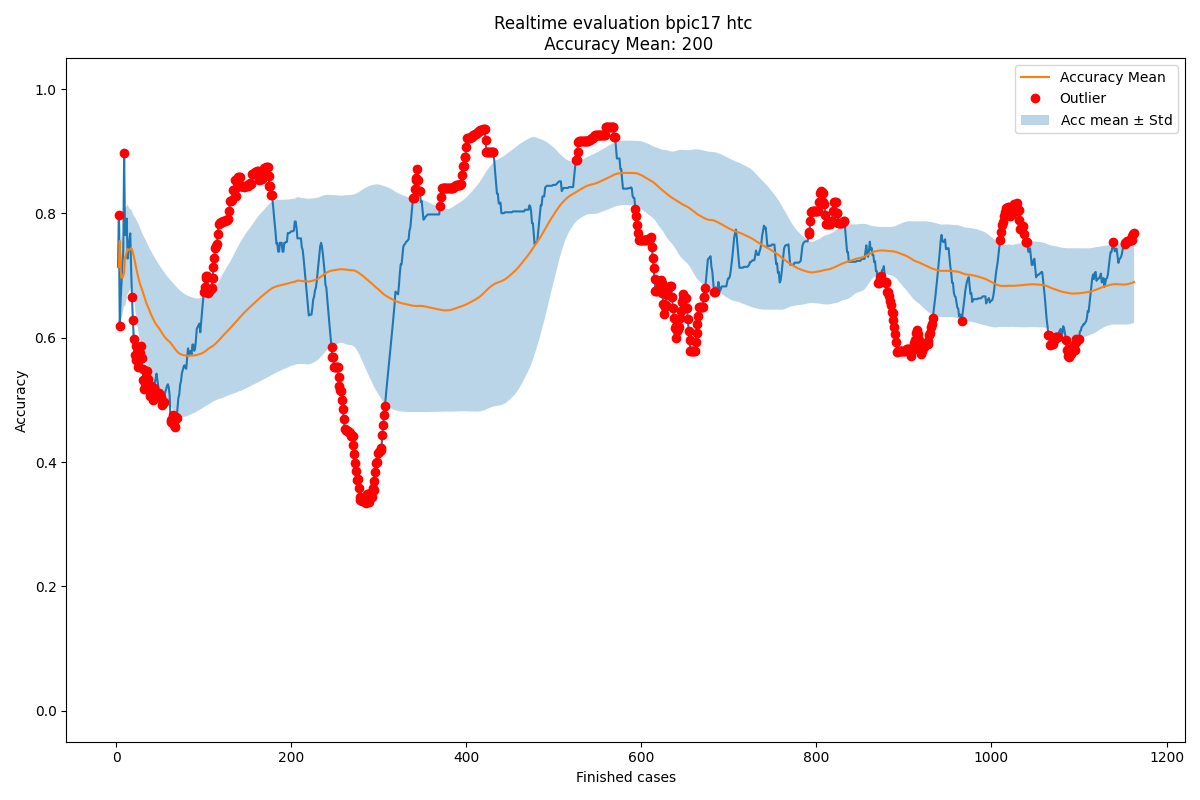 Realtime evaluation bpic17 htc
Accuracy Mean: 200
Accuracy Mean
Outlier
Acc mean ± Std
1.0
0.8
0.6
0.4
0.2
0.0
Accuracy
0 200 400 600 800 1000 1200
Finished cases